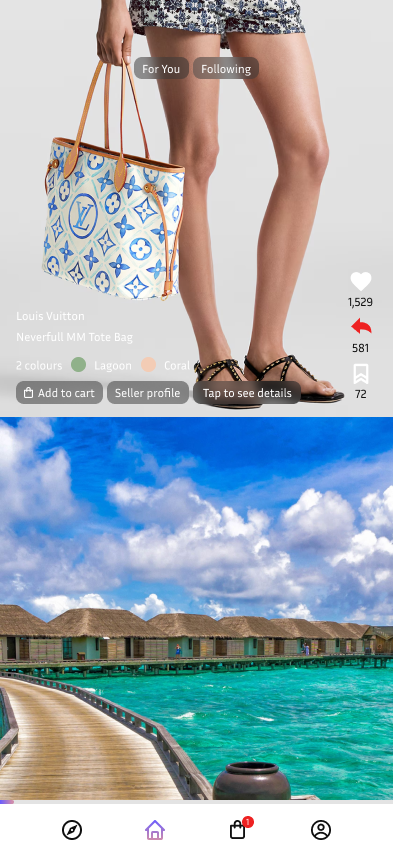 For You Following
LV
1,529
Louis Vuitton
581
Neverfull MM Tote Bag
2 colours Lagoon Coral
Add to cart Seller profile Tap to see details
72
1